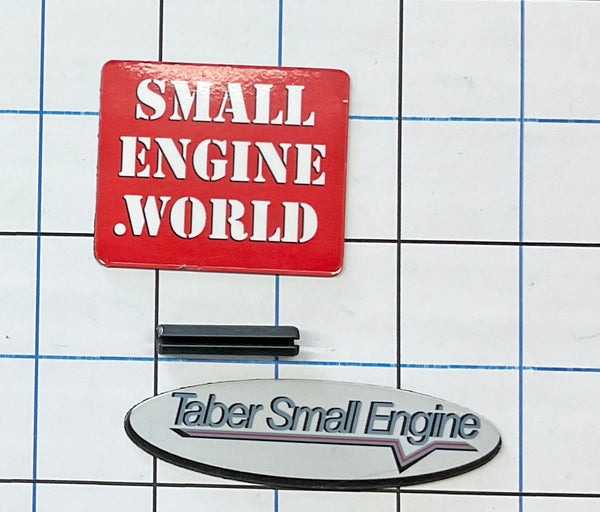 SMALL
ENGINE
.WORLD
Taber Small Engine